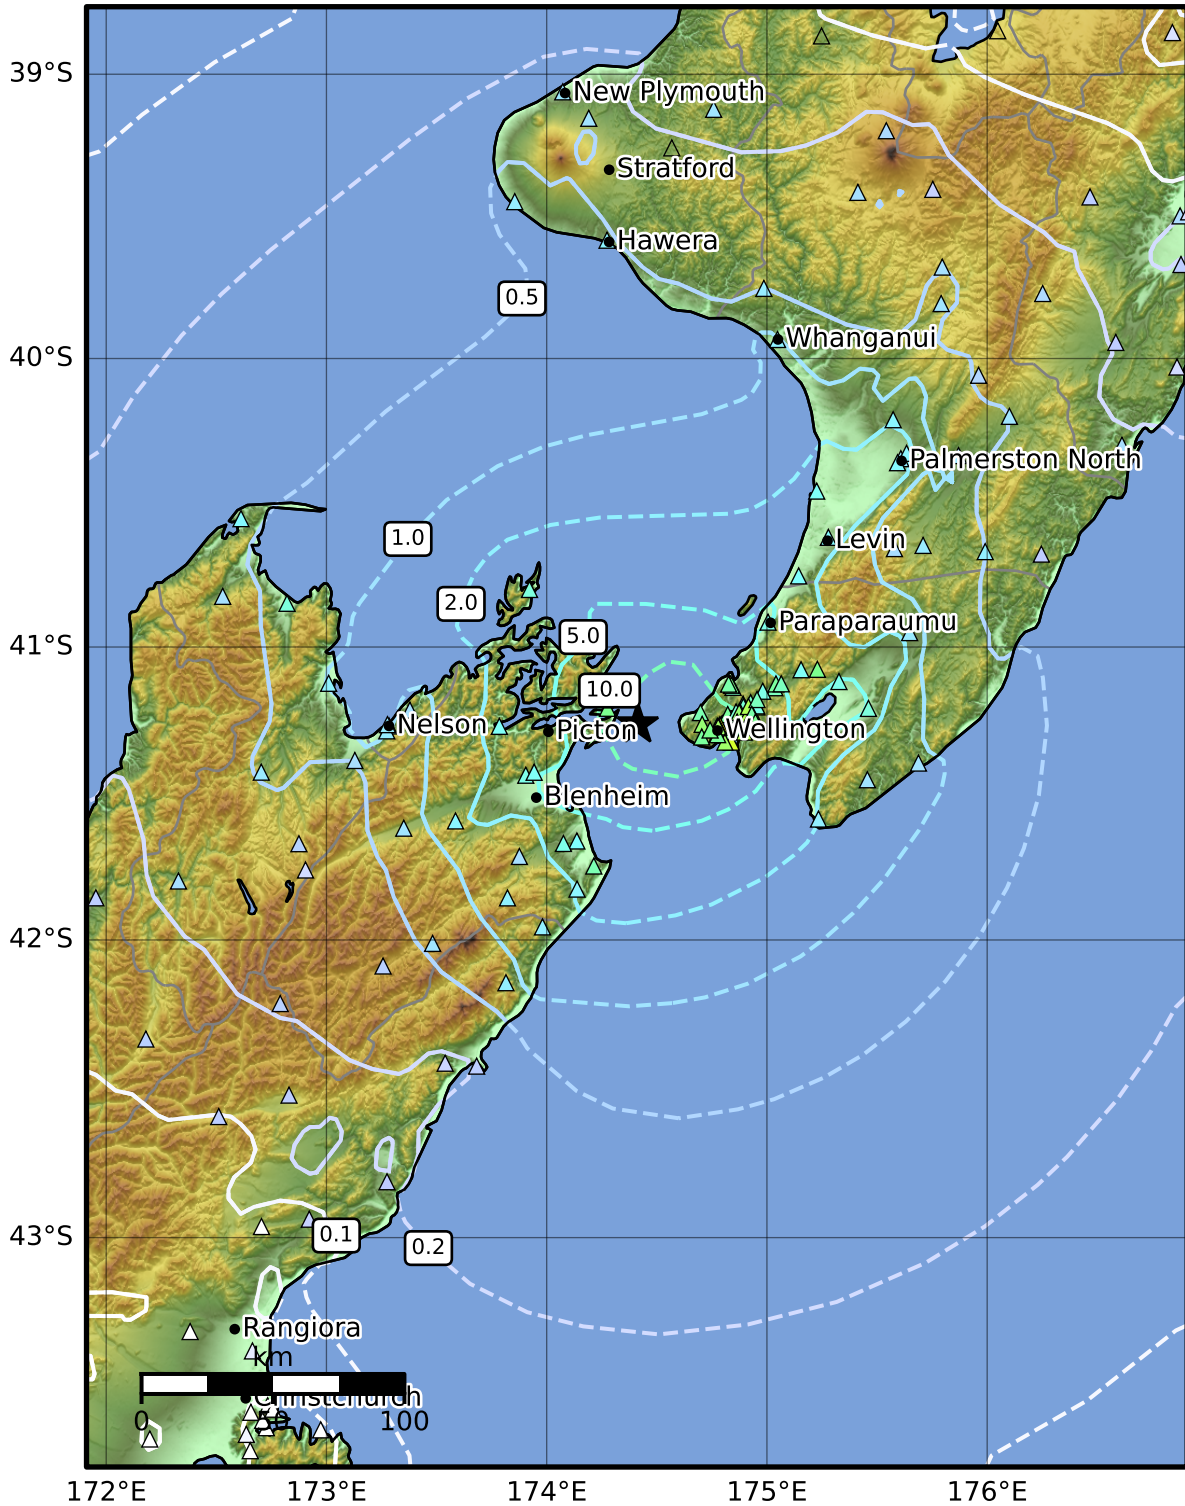 39°S
New Plymouth
Stratford
Hawera
0.5
Whanganui
40°S
Palmerston North
1.0
Levin
2.0
Paraparaumu
5.0
41°S
10.0
Nelson
Picton
Wellington
Blenheim
42°S
43°S
0.1
0.2
Rangiora
km
Christchurch
0
50
100
172°E
173°E
174°E
175°E
176°E